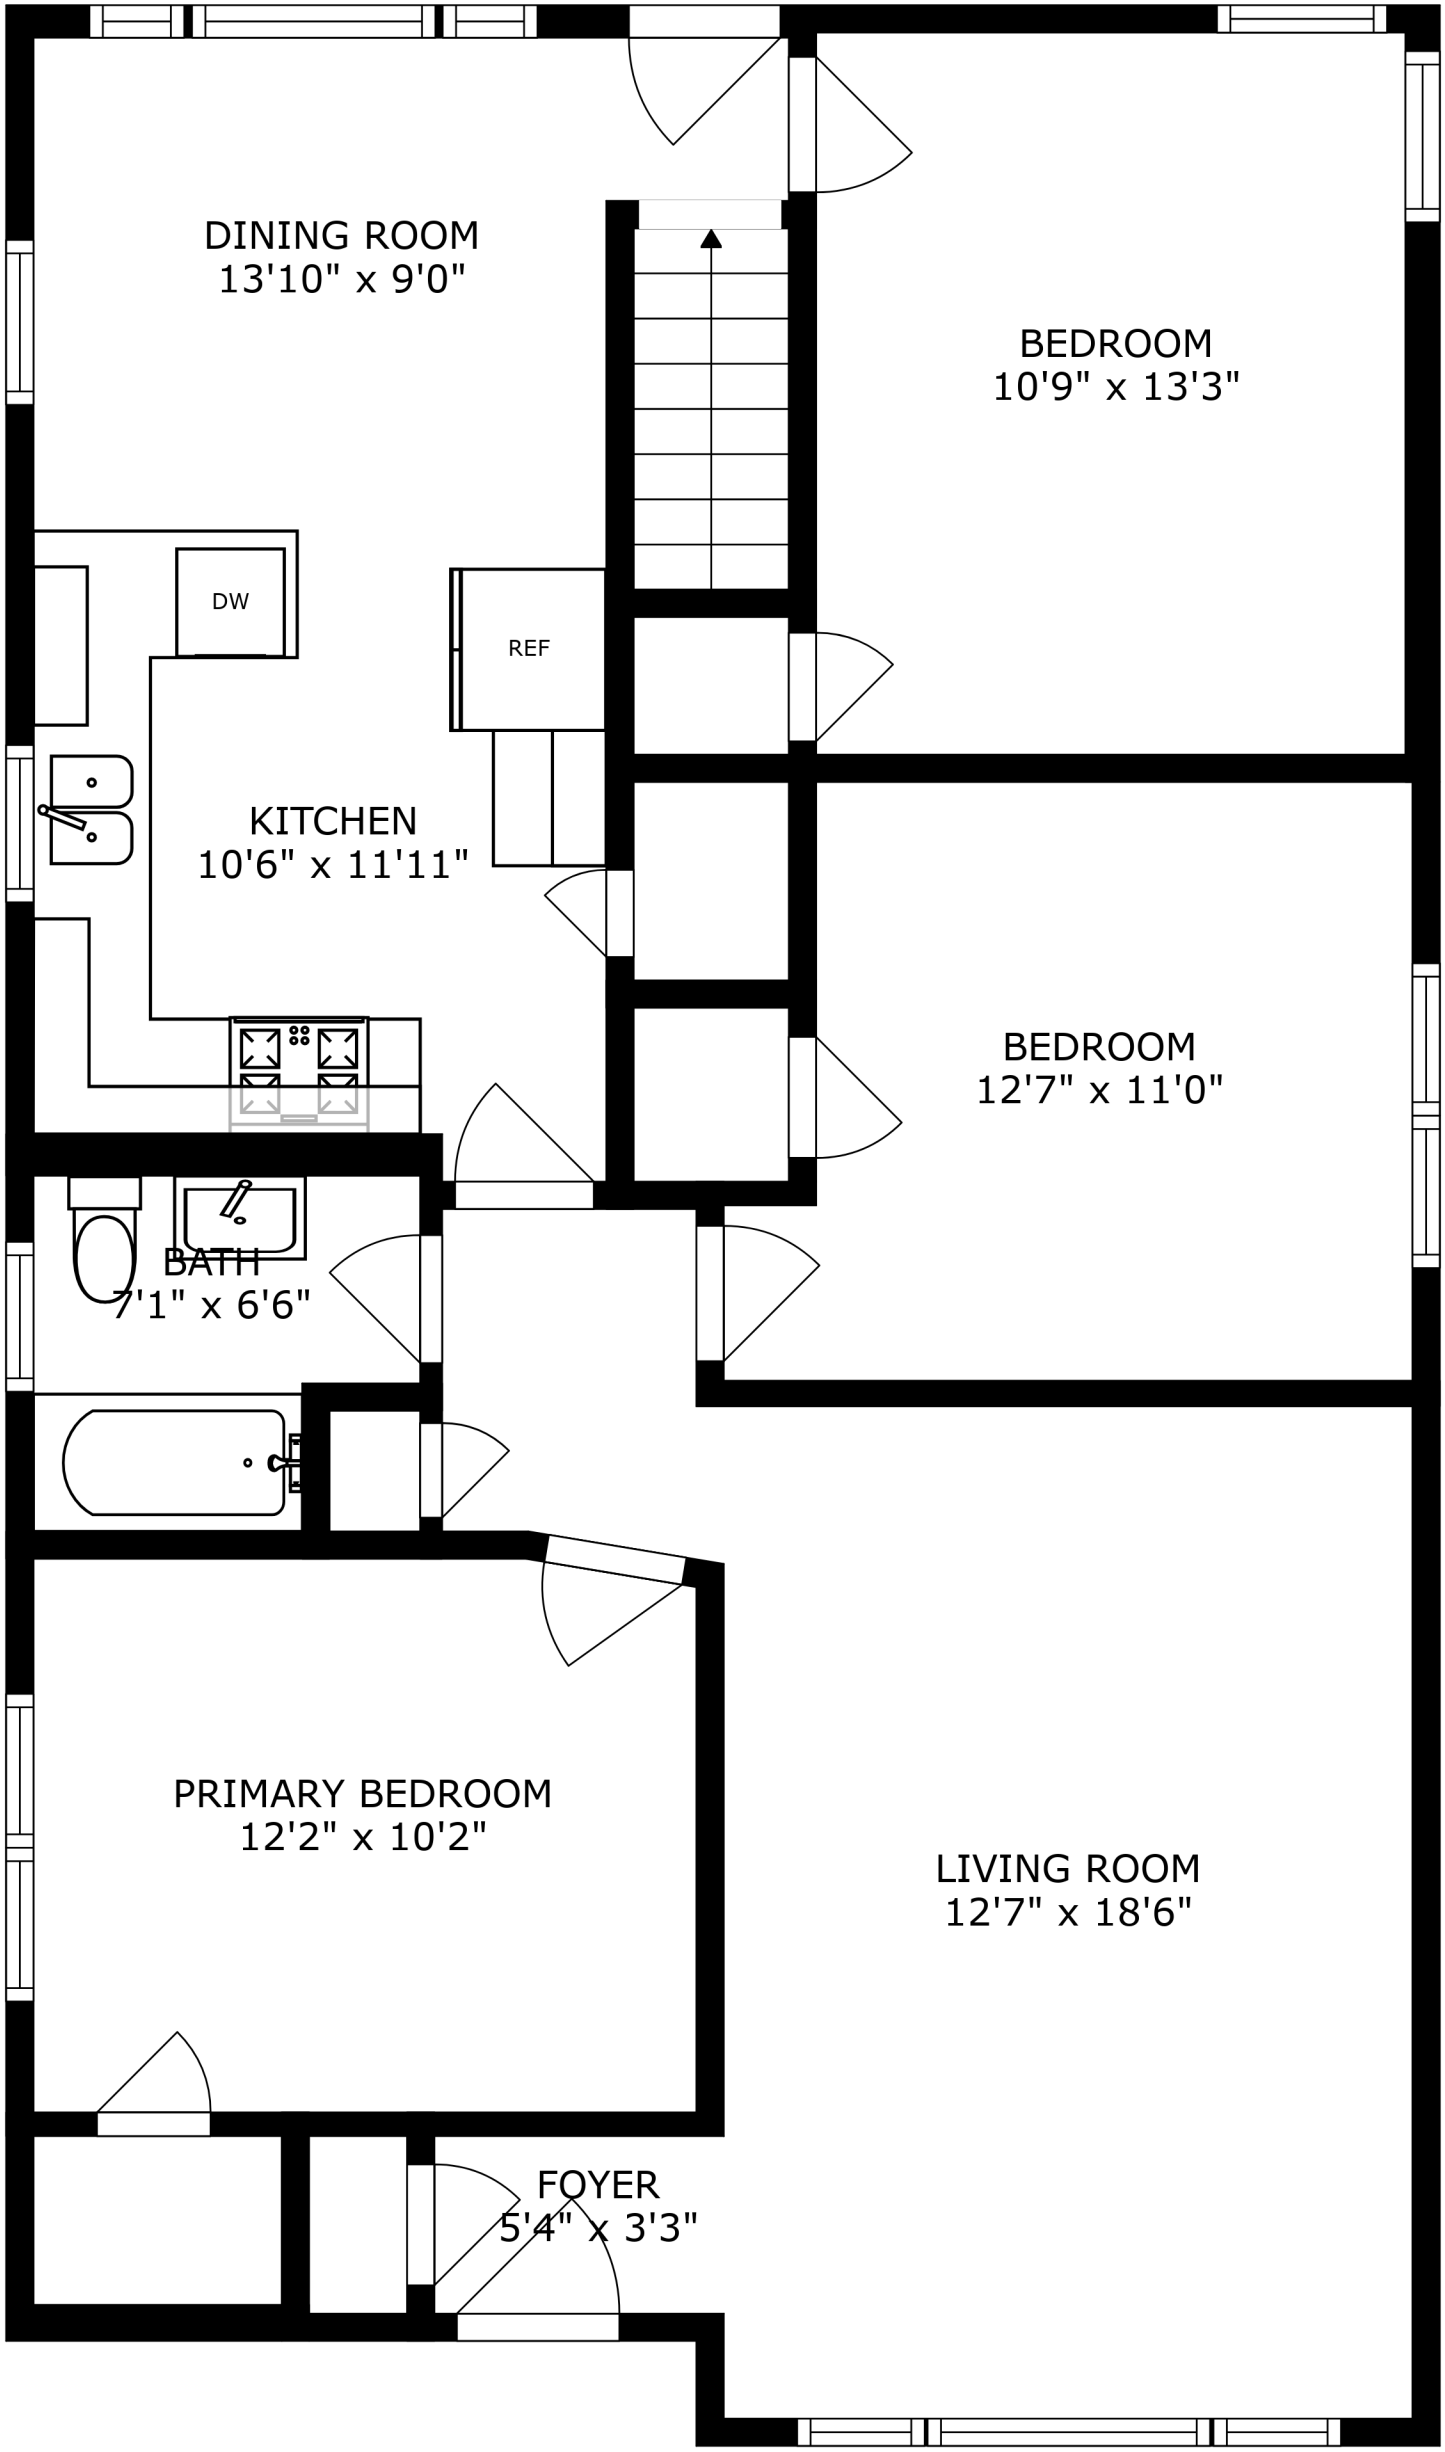 DINING ROOM
13'10" x 9'0"
BEDROOM
10'9" x 13'3"
DW
REF
KITCHEN
10'6" x 11'11"
BEDROOM
12'7" x 11'0"
BATH
7'1" x 6'6"
PRIMARY BEDROOM
12'2" x 10'2"
LIVING ROOM
12'7" x 18'6"
FOYER
5'4" x 3'3"